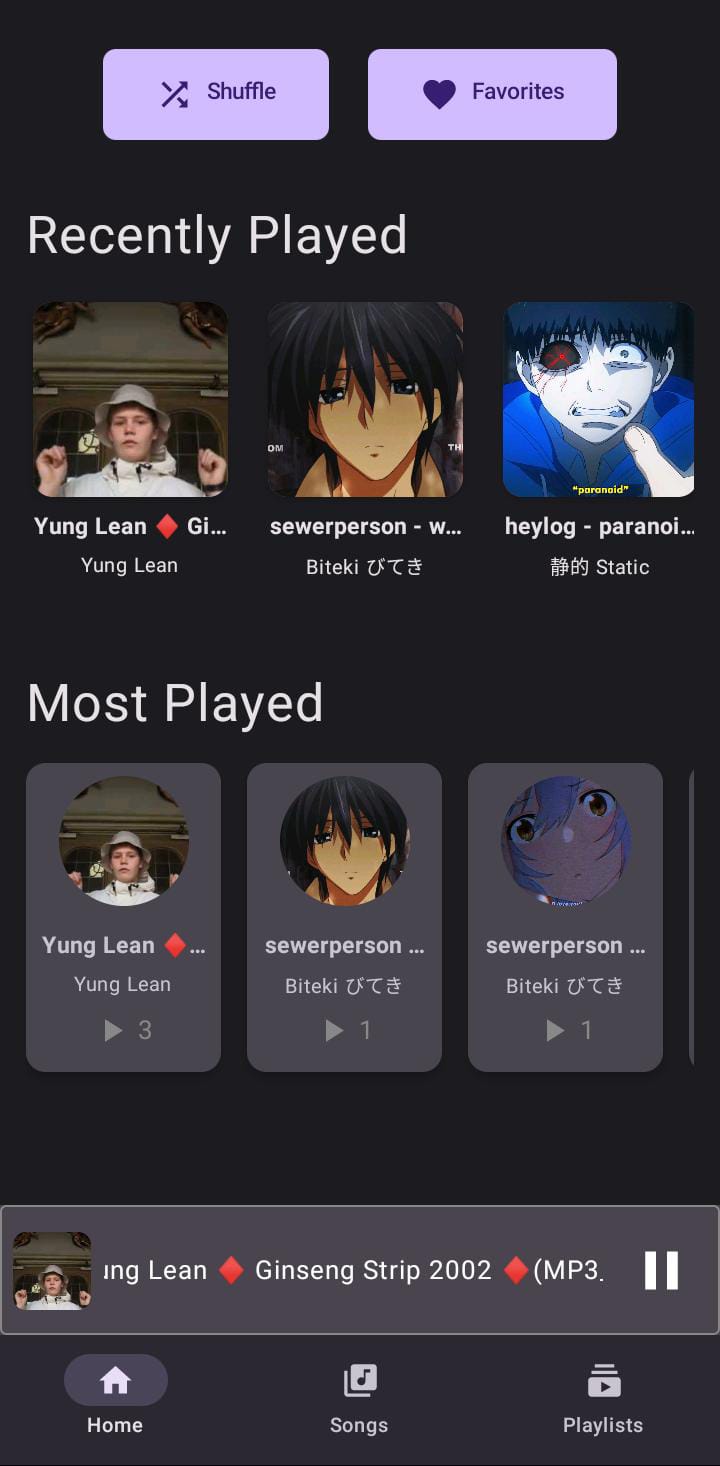 Shuffle
Favorites
Recently Played
OM
TH
"paranoid"
Yung Lean ♦️ Gi...
sewerperson - w...
heylog - paranoi...
Yung Lean
Biteki びてき
静的 Static
Most Played
Yung Lean ♦️...
sewerperson ...
sewerperson ...
Yung Lean
Biteki びてき
Biteki びてき
3
1
1
ung Lean ♦️ Ginseng Strip 2002 ♦️(MP3
Home
Songs
Playlists